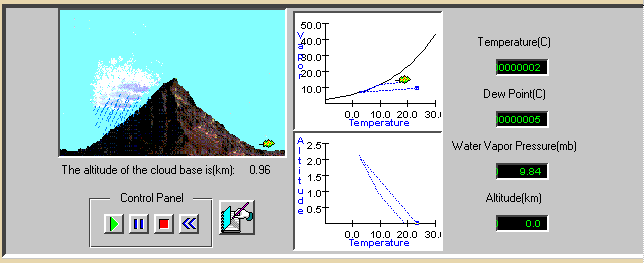 The altitude of the cloud base is(km): 0.96
Control Panel
Vapor
50.0
40.0
30.0
20.0
10.0
0.0 10.0 20.0 30.
Temperature
Altitude
2.5
2.0
1.5
1.0
0.5
0.0 10.0 20.0 30.
Temperature
Temperature(C)
0000002
Dew Point(C)
0000005
Water Vapor Pressure(mb)
9.84
Altitude(km)
0.0